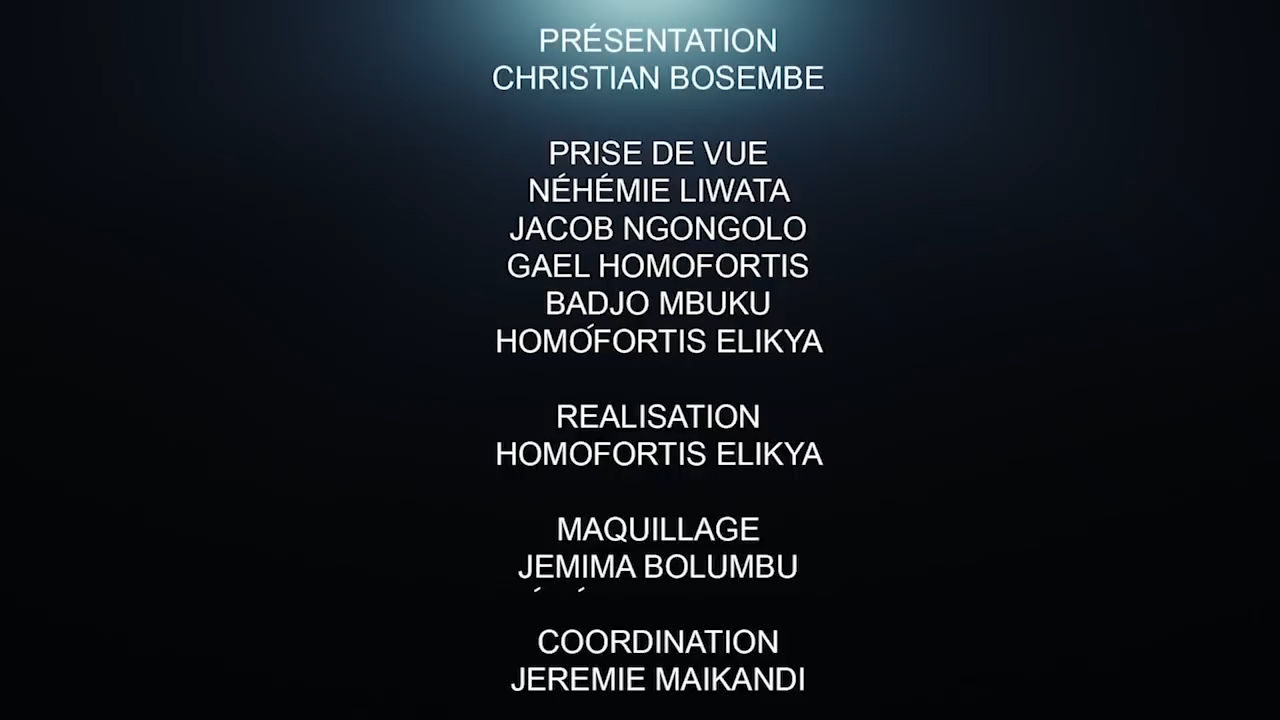 PRÉSENTATION
CHRISTIAN BOSEMBE
PRISE DE VUE
NÉHÉMIE LIWATA
JACOB NGONGOLO
GAEL HOMOFORTIS
BADJO MBUKU
HOMOFORTIS ELIKYA
REALISATION
HOMOFORTIS ELIKYA
MAQUILLAGE
JEMIMA BOLUMBU
COORDINATION
JEREMIE MAIKANDI